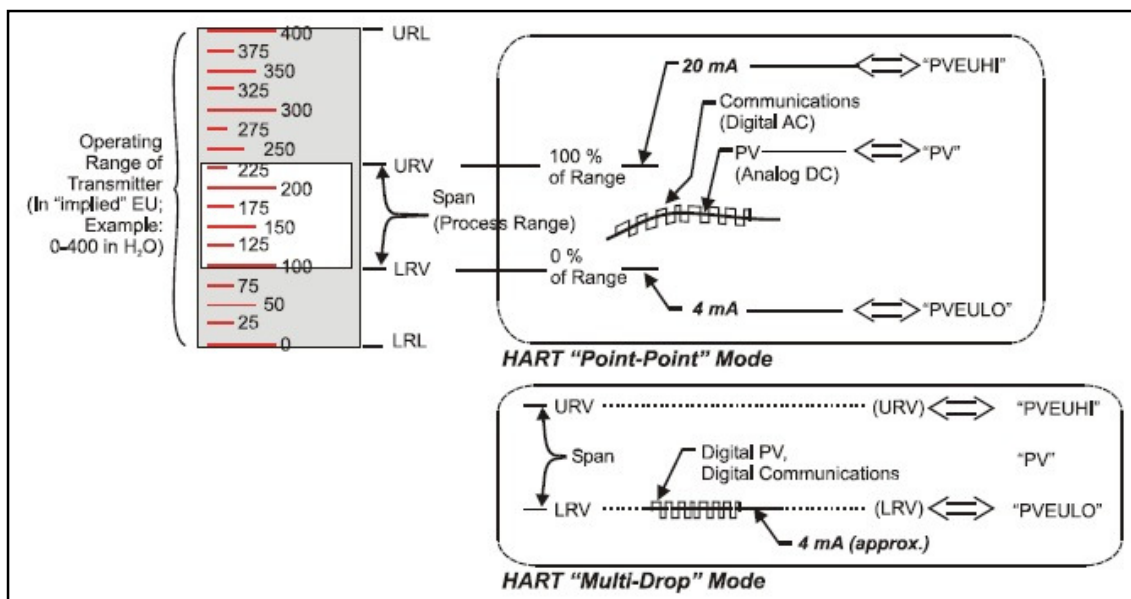 400
375
350
325
300
275
250
225
200
175
150
125
100
75
50
25
0
Operating
Range of
Transmitter
(In “implied” EU;
Example:
0-400 in H₂O)
URL
URV
Span
(Process Range)
LRV
LRL
20 mA
“PVEUHI”
Communications
(Digital AC)
100 %
of Range
PV
(Analog DC)
“PV”
0 %
of Range
4 mA
“PVEULO”
HART “Point-Point” Mode
URV
(URV)
“PVEUHI”
Span
Digital PV,
Digital Communications
“PV”
LRV
(LRV)
“PVEULO”
4 mA (approx.)
HART “Multi-Drop” Mode